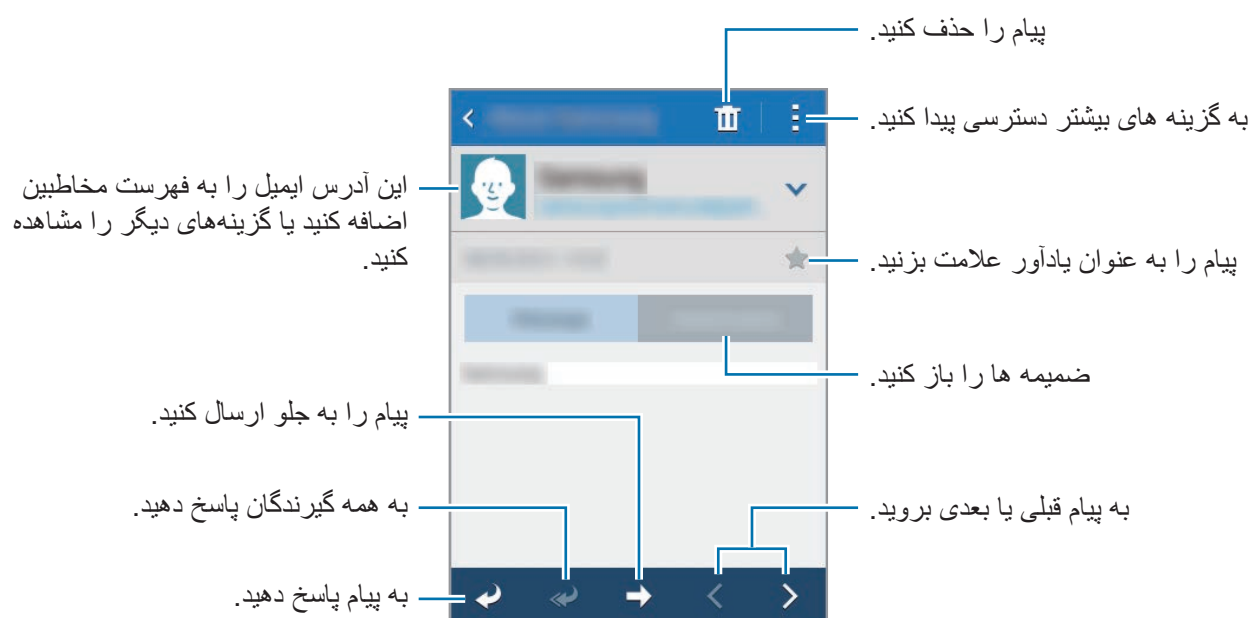 پیام را حذف کنید.
به گزینه های بیشتر دسترسی پیدا کنید.
این آدرس ایمیل را به فهرست مخاطبین
اضافه کنید یا گزینه‌های دیگر را مشاهده
کنید.
پیام را به عنوان یادآور علامت بزنید.
ضمیمه ها را باز کنید.
پیام را به جلو ارسال کنید.
به همه گیرندگان پاسخ دهید.
به پیام قبلی یا بعدی بروید.
به پیام پاسخ دهید.